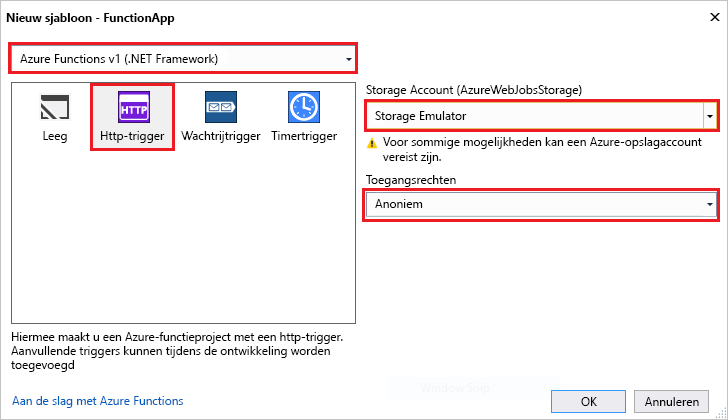 Nieuw sjabloon - FunctionApp
Azure Functions v1 (.NET Framework)
Leeg
HTTP
Http-trigger
Wachtrijtrigger
Timertrigger
Storage Account (AzureWebJobsStorage)
Storage Emulator
Voor sommige mogelijkheden kan een Azure-opslagaccount
vereist zijn.
Toegangsrechten
Anoniem
Hiermee maakt u een Azure-functieproject met een http-trigger.
Aanvullende triggers kunnen tijdens de ontwikkeling worden
toegevoegd
Window Snip
Aan de slag met Azure Functions
OK
Annuleren